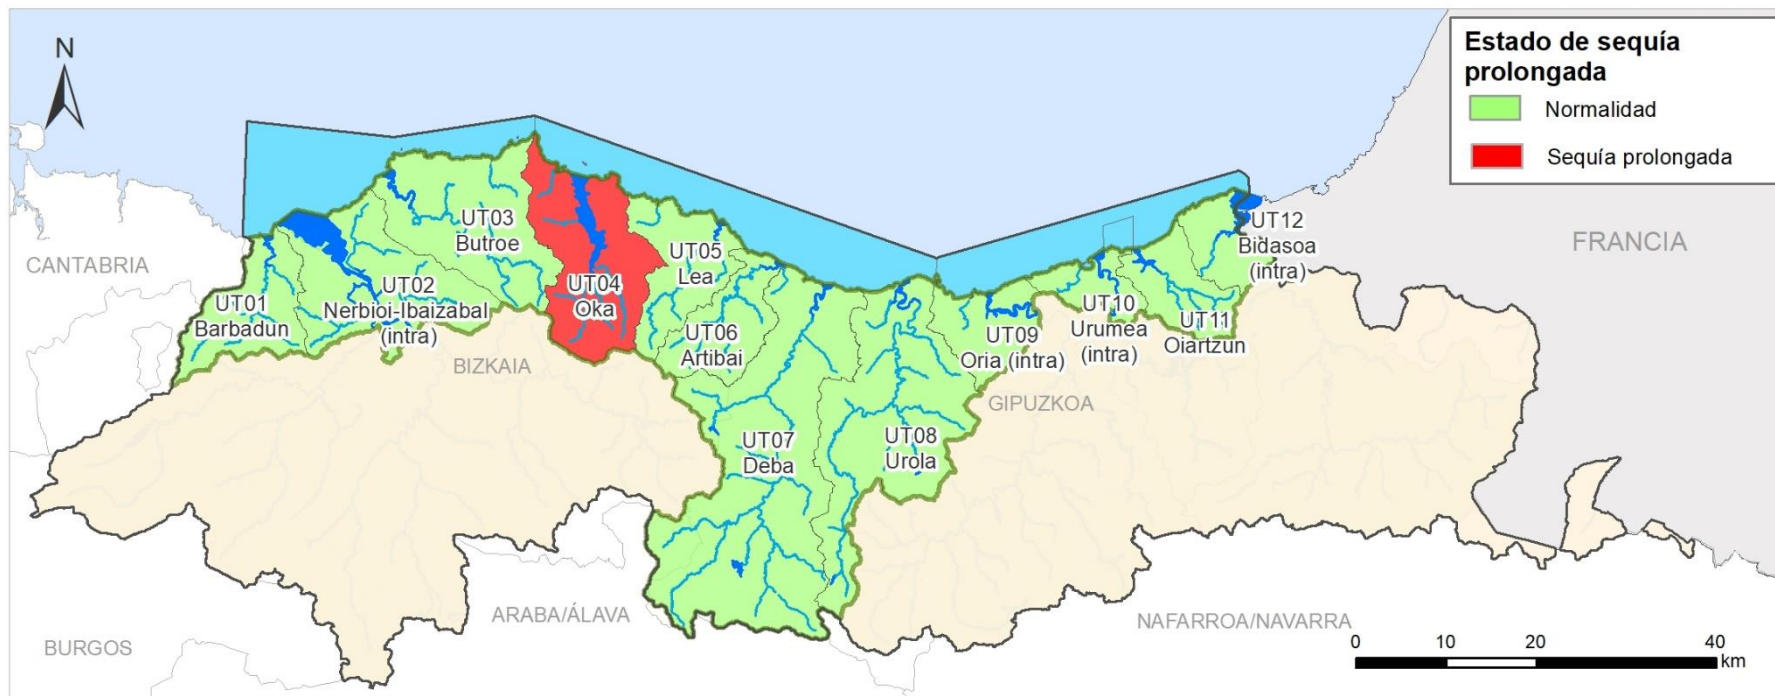 N
Estado de sequía
prolongada
Normalidad
Sequía prolongada
CANTABRIA
UT01
Barbadun
UT02
Nerbioi-Ibaizabal
(intra)
UT03
Butroe
UT04
Oka
UT05
Lea
UT06
Artibai
UT07
Deba
UT08
Urola
UT09
Oria (intra)
UT10
Urumea
(intra)
UT11
Oiartzun
UT12
Bidasoa
(intra)
FRANCIA
BIZKAIA
GIPUZKOA
ARABA/ÁLAVA
NAFARROA/NAVARRA
BURGOS
0 10 20 40
km